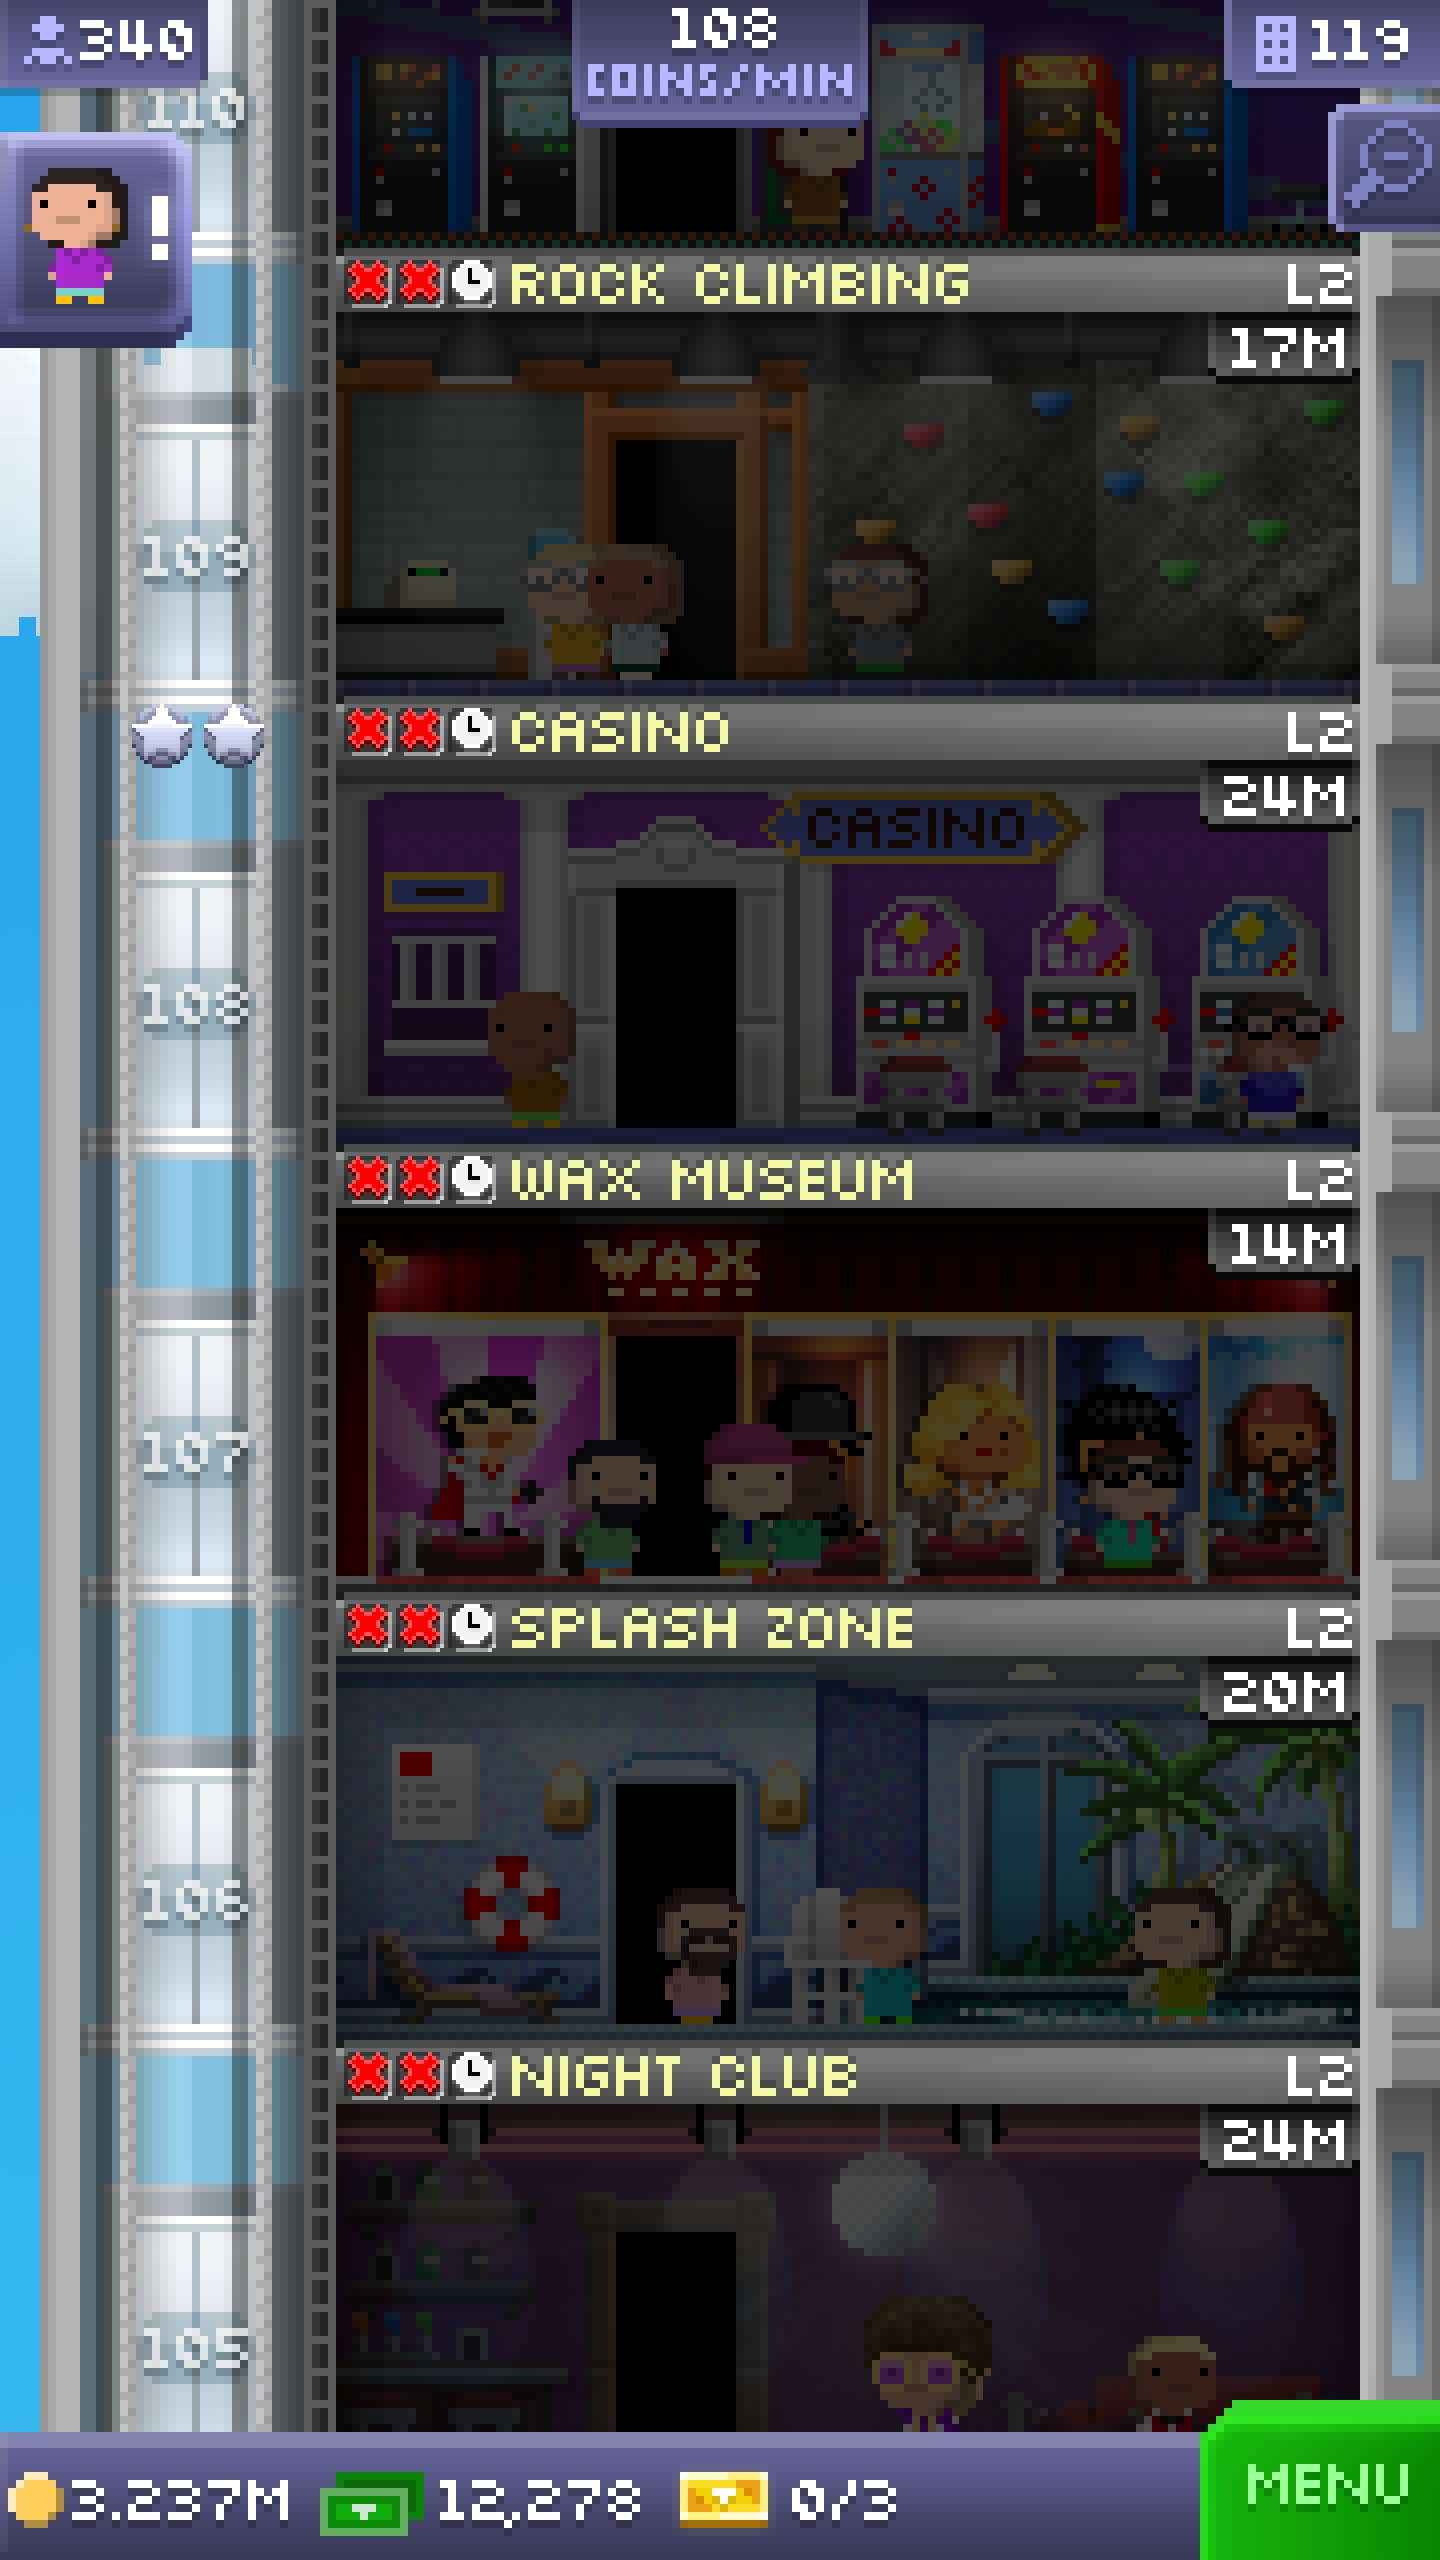 340
108
COINS/MIN
119
110
!
ROCK CLIMBING L2
17M
109
CASINO L2
24M
CASINO
108
WAX MUSEUM L2
14M
WAX
107
SPLASH ZONE L2
20M
106
NIGHT CLUB L2
24M
105
3.237M 12,278 0/3
MENU